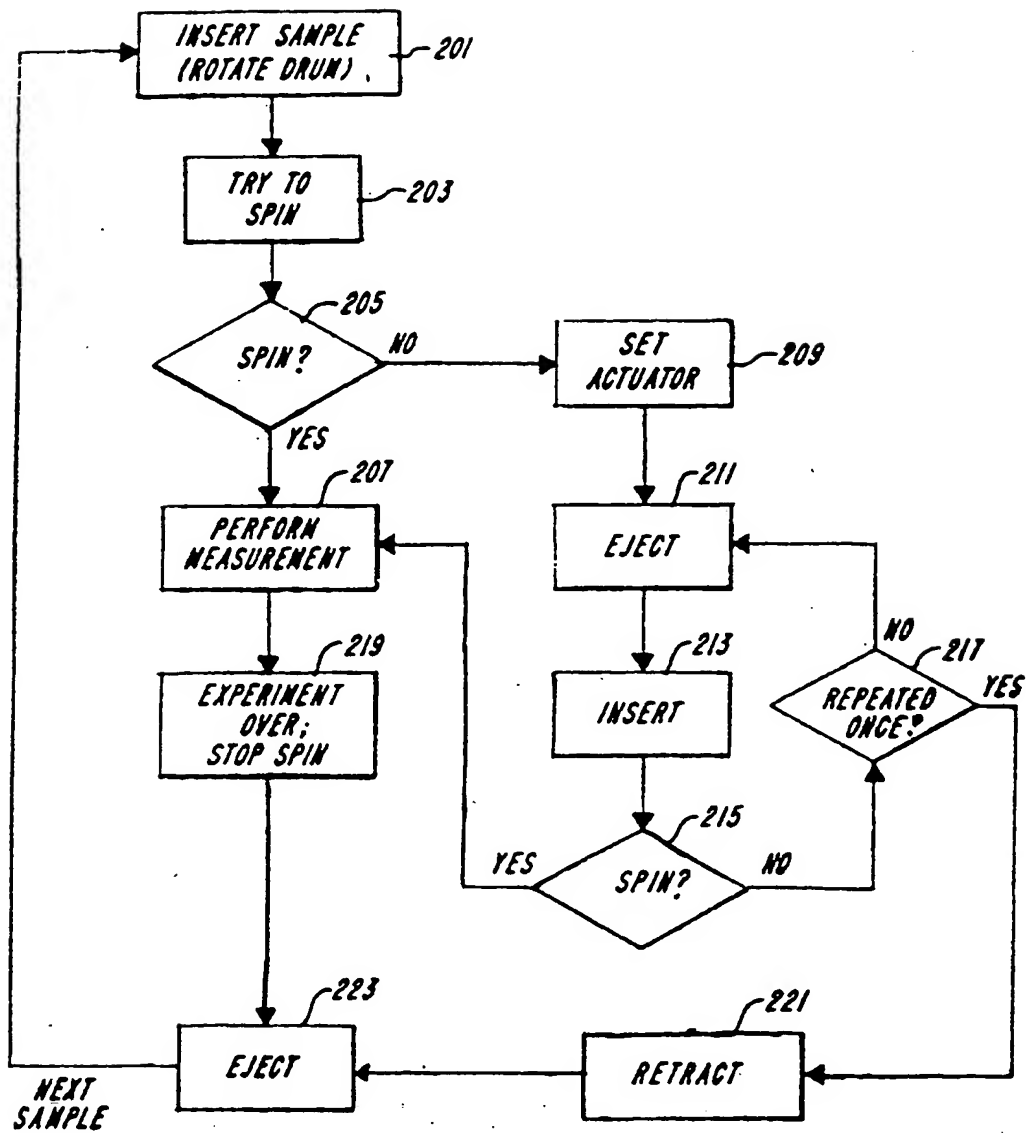 INSERT SAMPLE
(ROTATE DRUM).
201
TRY TO
SPIN
203
SPIN?
205
NO
YES
SET
ACTUATOR
209
PERFORM
MEASUREMENT
207
EJECT
211
INSERT
213
REPEATED
ONCE?
217
NO
YES
EXPERIMENT
OVER;
STOP SPIN
219
SPIN?
215
YES
NO
EJECT
223
RETRACT
221
NEXT
SAMPLE